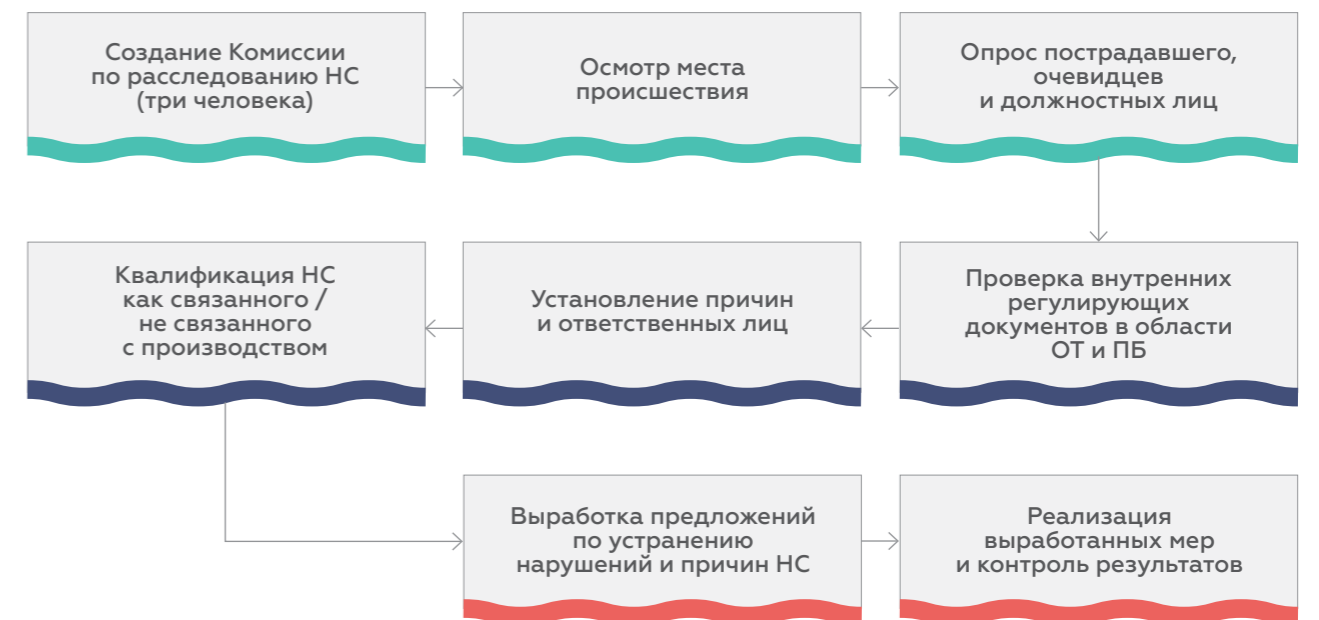 Создание Комиссии
по расследованию НС
(три человека)
Осмотр места
происшествия
Опрос пострадавшего,
очевидцев
и должностных лиц
Проверка внутренних
регулирующих
документов в области
ОТ и ПБ
Установление причин
и ответственных лиц
Квалификация НС
как связанного /
не связанного
с производством
Выработка предложений
по устранению
нарушений и причин НС
Реализация
выработанных мер
и контроль результатов